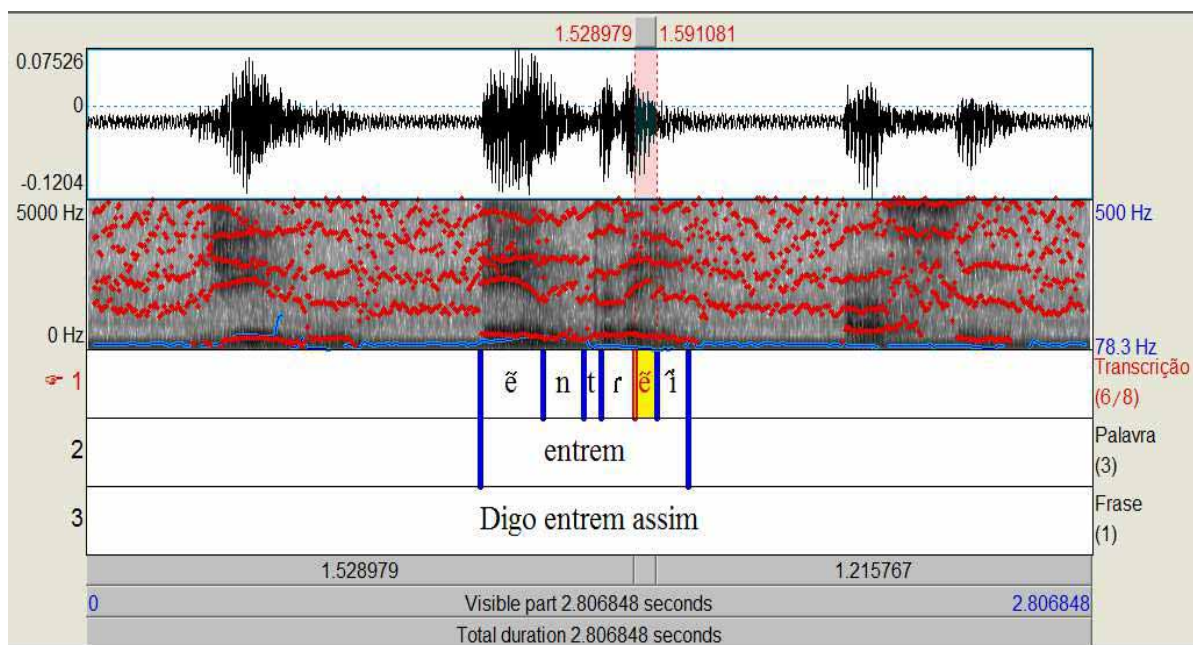 1.528979 1.591081
0.07526
0
-0.1204
5000 Hz 500 Hz
0 Hz 78.3 Hz
☞ 1 ẽ n t ɾ ẽ ĩ Transcrição
(6/8)
2 entrem Palavra
(3)
3 Digo entrem assim Frase
(1)
1.528979 1.215767
0 Visible part 2.806848 seconds 2.806848
Total duration 2.806848 seconds